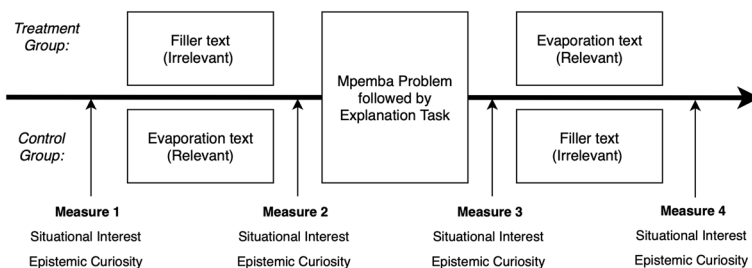 Treatment
Group:
Filler text
(Irrelevant)
Evaporation text
(Relevant)
Mpemba Problem
followed by
Explanation Task
Control
Group:
Evaporation text
(Relevant)
Filler text
(Irrelevant)
Measure 1
Situational Interest
Epistemic Curiosity
Measure 2
Situational Interest
Epistemic Curiosity
Measure 3
Situational Interest
Epistemic Curiosity
Measure 4
Situational Interest
Epistemic Curiosity